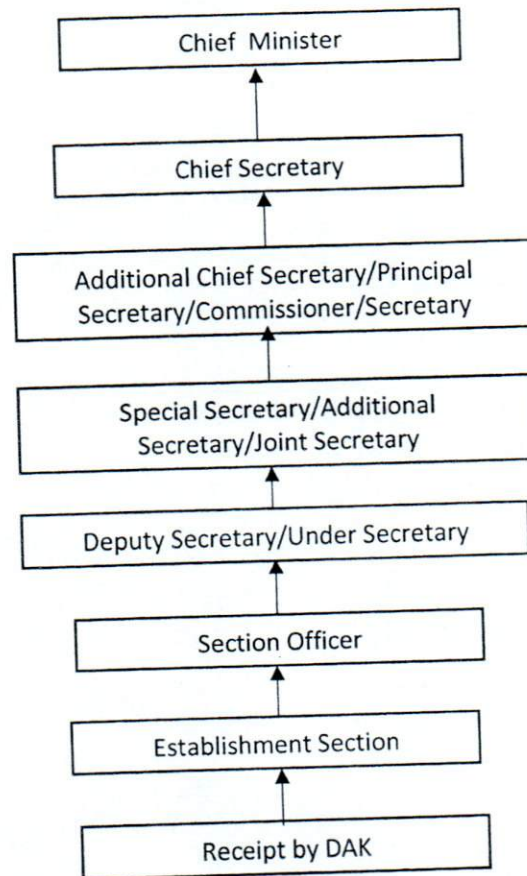 Chief Minister
Chief Secretary
Additional Chief Secretary/Principal
Secretary/Commissioner/Secretary
Special Secretary/Additional
Secretary/Joint Secretary
Deputy Secretary/Under Secretary
Section Officer
Establishment Section
Receipt by DAK